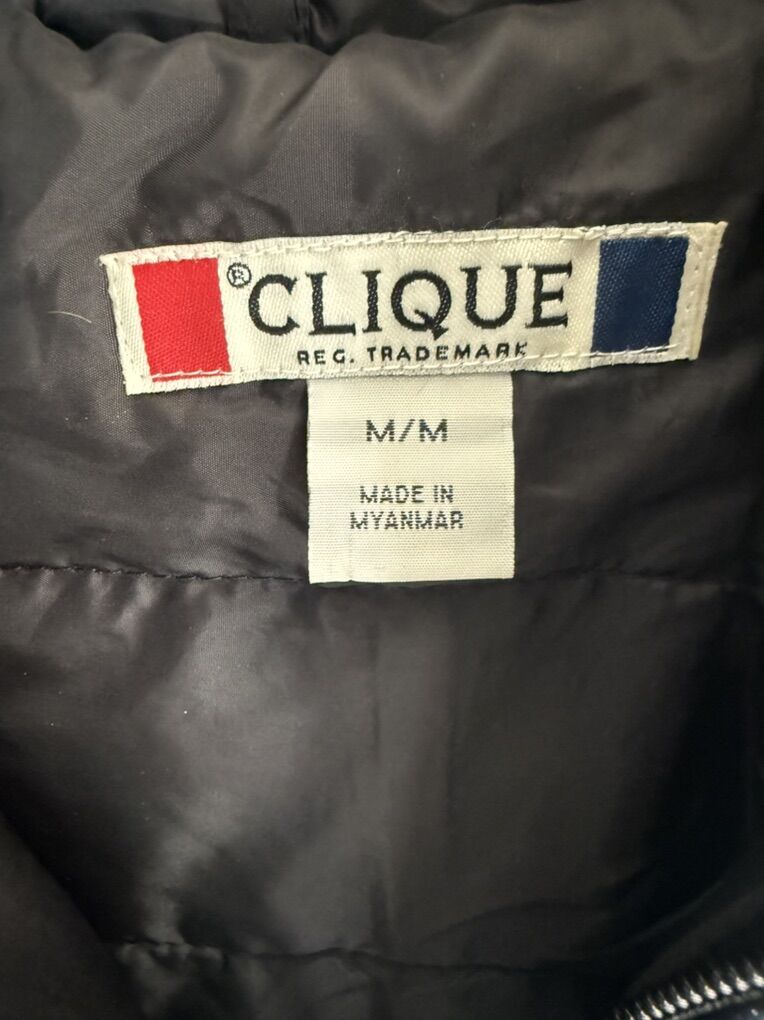 ® CLIQUE
REG. TRADEMARK
M/M
MADE IN
MYANMAR